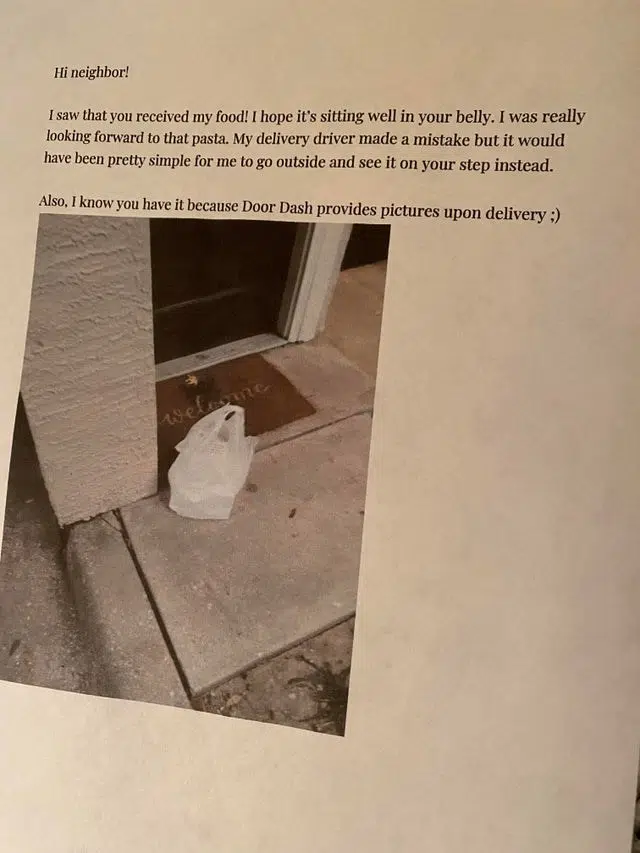 Hi neighbor!
I saw that you received my food! I hope it's sitting well in your belly. I was really
looking forward to that pasta. My delivery driver made a mistake but it would
have been pretty simple for me to go outside and see it on your step instead.
Also, I know you have it because Door Dash provides pictures upon delivery ;)
welcome